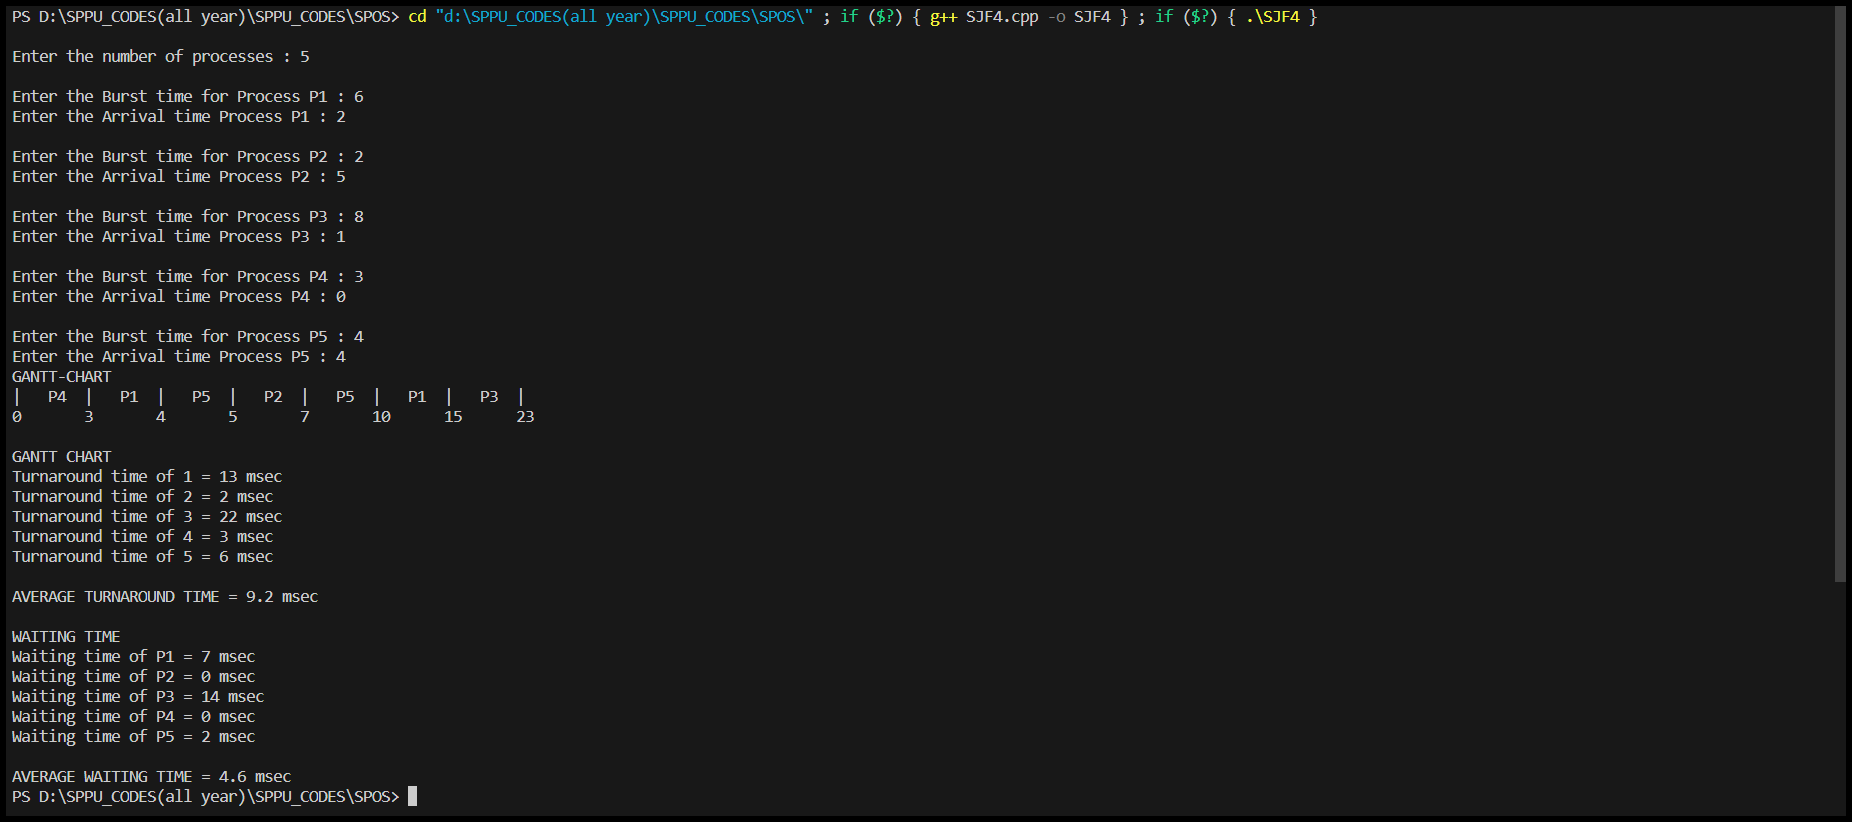 PS D:\SPPU_CODES(all year)\SPPU_CODES\SPOS> cd "d:\SPPU_CODES(all year)\SPPU_CODES\SPOS\" ; if ($?) { g++ SJF4.cpp -o SJF4 } ; if ($?) { .\SJF4 }
Enter the number of processes : 5
Enter the Burst time for Process P1 : 6
Enter the Arrival time Process P1 : 2
Enter the Burst time for Process P2 : 2
Enter the Arrival time Process P2 : 5
Enter the Burst time for Process P3 : 8
Enter the Arrival time Process P3 : 1
Enter the Burst time for Process P4 : 3
Enter the Arrival time Process P4 : 0
Enter the Burst time for Process P5 : 4
Enter the Arrival time Process P5 : 4
GANTT-CHART
|   P4  |   P1  |   P5  |   P2  |   P5  |   P1  |   P3  |
0       3       4       5       7       10      15      23
GANTT CHART
Turnaround time of 1 = 13 msec
Turnaround time of 2 = 2 msec
Turnaround time of 3 = 22 msec
Turnaround time of 4 = 3 msec
Turnaround time of 5 = 6 msec
AVERAGE TURNAROUND TIME = 9.2 msec
WAITING TIME
Waiting time of P1 = 7 msec
Waiting time of P2 = 0 msec
Waiting time of P3 = 14 msec
Waiting time of P4 = 0 msec
Waiting time of P5 = 2 msec
AVERAGE WAITING TIME = 4.6 msec
PS D:\SPPU_CODES(all year)\SPPU_CODES\SPOS>